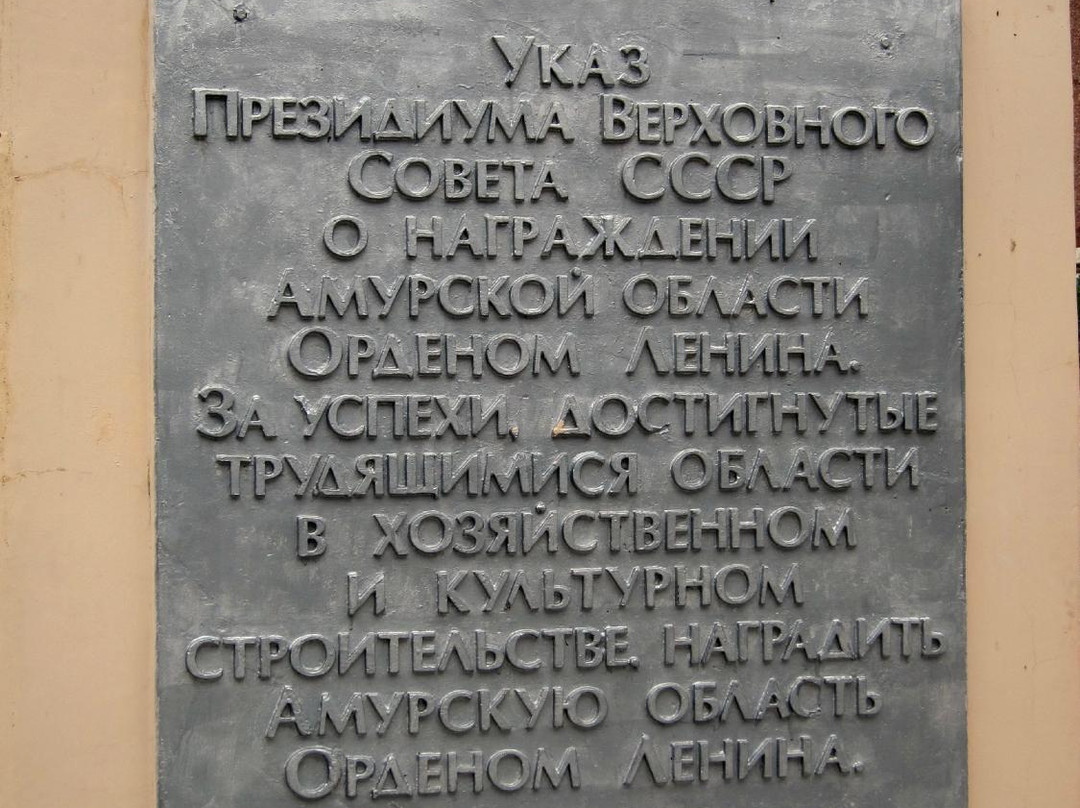 Указ
Президиума Верховного
Совета СССР
о награждении
Амурской области
Орденом Ленина.
За успехи, достигнутые
трудящимися области
в хозяйственном
и культурном
строительстве, наградить
Амурскую область
Орденом Ленина.